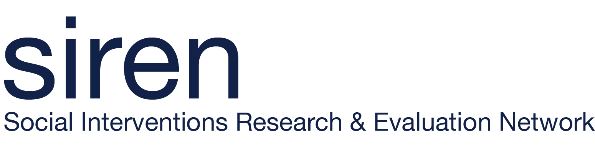 siren
Social Interventions Research & Evaluation Network